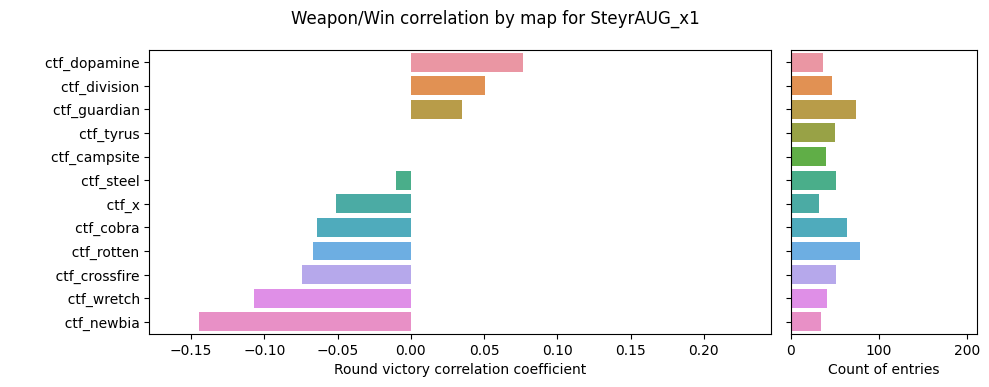 Weapon/Win correlation by map for SteyrAUG_x1
ctf_dopamine
ctf_division
ctf_guardian
ctf_tyrus
ctf_campsite
ctf_steel
ctf_x
ctf_cobra
ctf_rotten
ctf_crossfire
ctf_wretch
ctf_newbia
−0.15 −0.10 −0.05 0.00 0.05 0.10 0.15 0.20
Round victory correlation coefficient
0 100 200
Count of entries